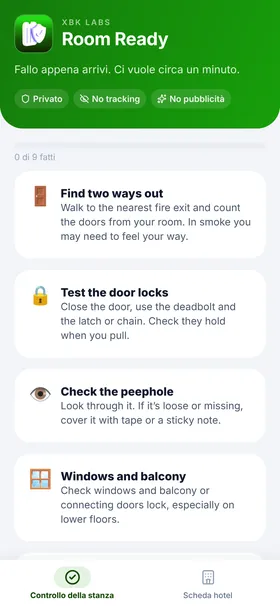 XBK LABS
Room Ready
Fallo appena arrivi. Ci vuole circa un minuto.
Privato
No tracking
No pubblicità
0 di 9 fatti
Find two ways out
Walk to the nearest fire exit and count
the doors from your room. In smoke you
may need to feel your way.
Test the door locks
Close the door, use the deadbolt and
the latch or chain. Check they hold
when you pull.
Check the peephole
Look through it. If it’s loose or missing,
cover it with tape or a sticky note.
Windows and balcony
Check windows and balcony or
connecting doors lock, especially on
lower floors.
Controllo della stanza
Scheda hotel